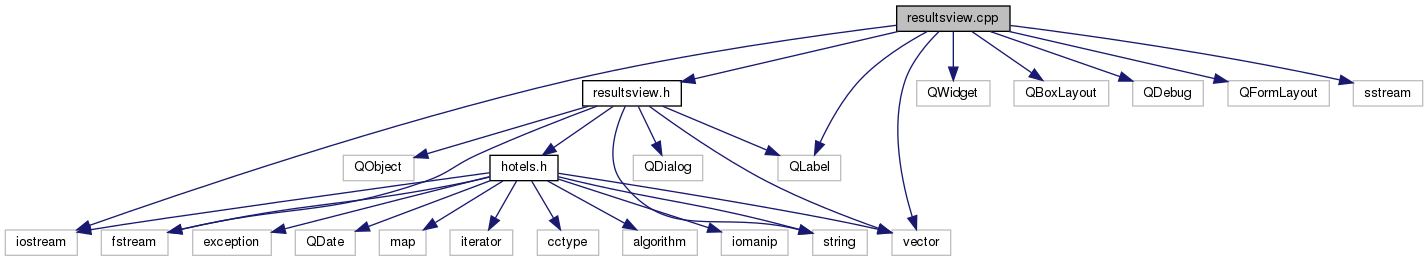 resultsview.cpp
resultsview.h
QWidget
QBoxLayout
QDebug
QFormLayout
sstream
QObject
hotels.h
QDialog
QLabel
iostream
fstream
exception
QDate
map
iterator
cctype
algorithm
iomanip
string
vector